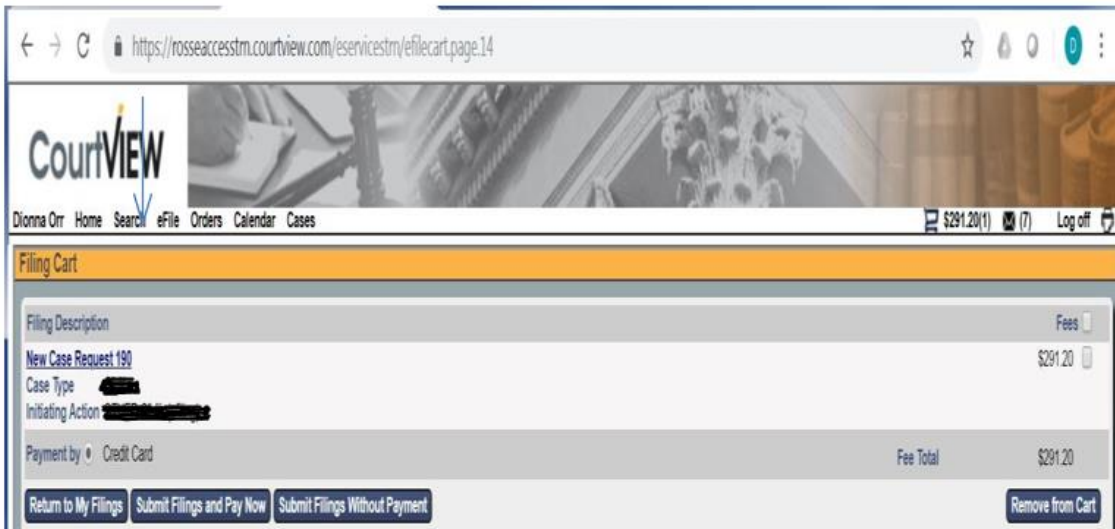 https://rosseaccesstm.courtview.com/eservicestm/efilecart.page.14
D
CourtVIEW
Dionna Orr Home Search eFile Orders Calendar Cases $291.20(1) (7) Log off
Filing Cart
Filing Description Fees
New Case Request 190 $291.20
Case Type
Initiating Action
Payment by Credit Card Fee Total $291.20
Return to My Filings Submit Filings and Pay Now Submit Filings Without Payment Remove from Cart